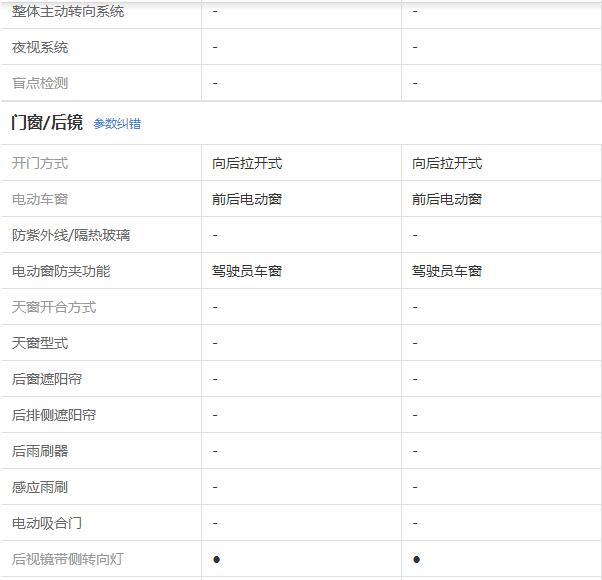 整体主动转向系统 - -
夜视系统 - -
盲点检测 - -
门窗/后镜 参数纠错
开门方式 向后拉开式 向后拉开式
电动车窗 前后电动窗 前后电动窗
防紫外线/隔热玻璃 - -
电动窗防夹功能 驾驶员车窗 驾驶员车窗
天窗开合方式 - -
天窗型式 - -
后窗遮阳帘 - -
后排侧遮阳帘 - -
后雨刷器 - -
感应雨刷 - -
电动吸合门 - -
后视镜带侧转向灯 ● ●